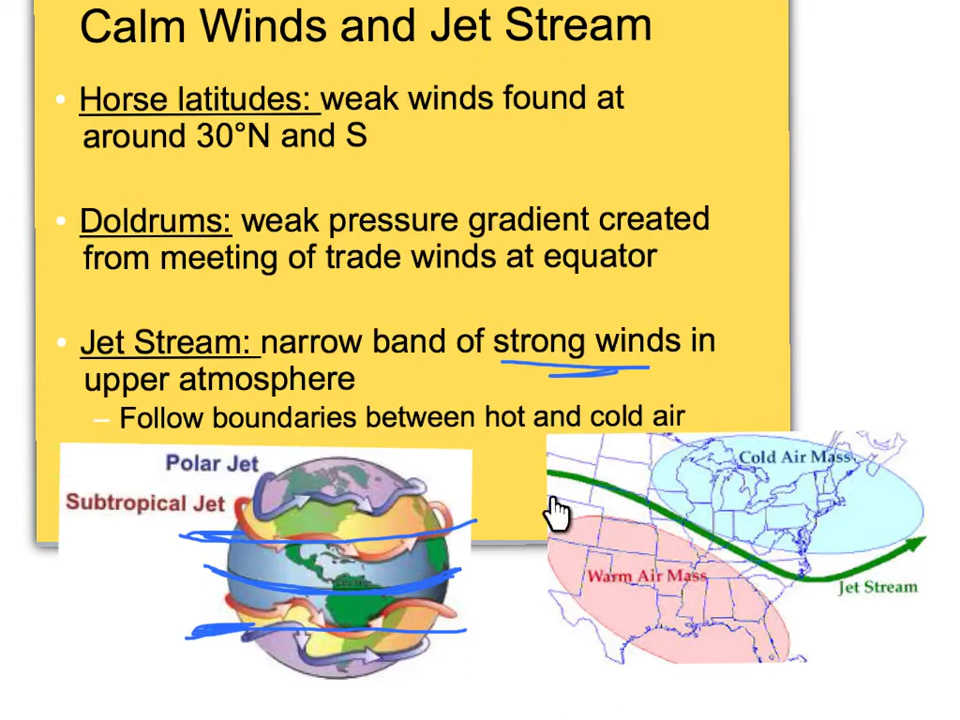 Calm Winds and Jet Stream
• Horse latitudes: weak winds found at
around 30°N and S
• Doldrums: weak pressure gradient created
from meeting of trade winds at equator
• Jet Stream: narrow band of strong winds in
upper atmosphere
– Follow boundaries between hot and cold air
Polar Jet
Subtropical Jet
Cold Air Mass
Warm Air Mass
Jet Stream